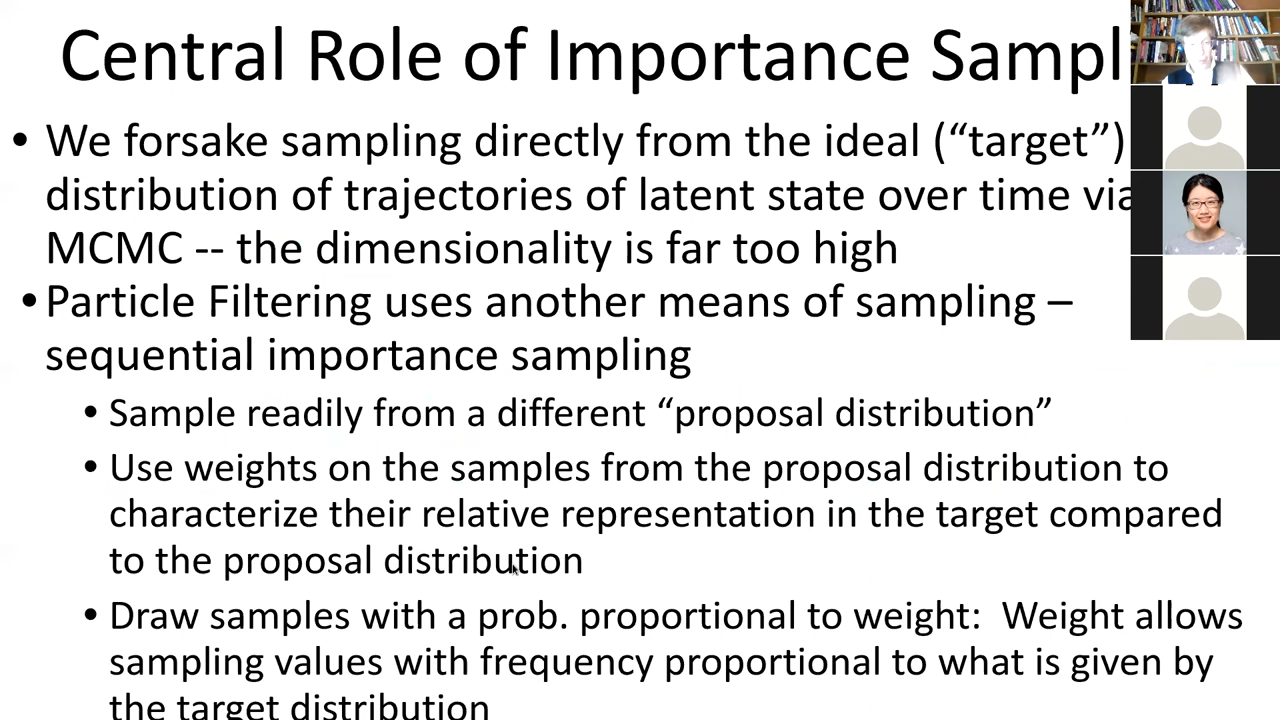 Central Role of Importance Sampl
• We forsake sampling directly from the ideal (“target”)
distribution of trajectories of latent state over time via
MCMC -- the dimensionality is far too high
• Particle Filtering uses another means of sampling –
sequential importance sampling
• Sample readily from a different “proposal distribution”
• Use weights on the samples from the proposal distribution to
characterize their relative representation in the target compared
to the proposal distribution
• Draw samples with a prob. proportional to weight:  Weight allows
sampling values with frequency proportional to what is given by
the target distribution